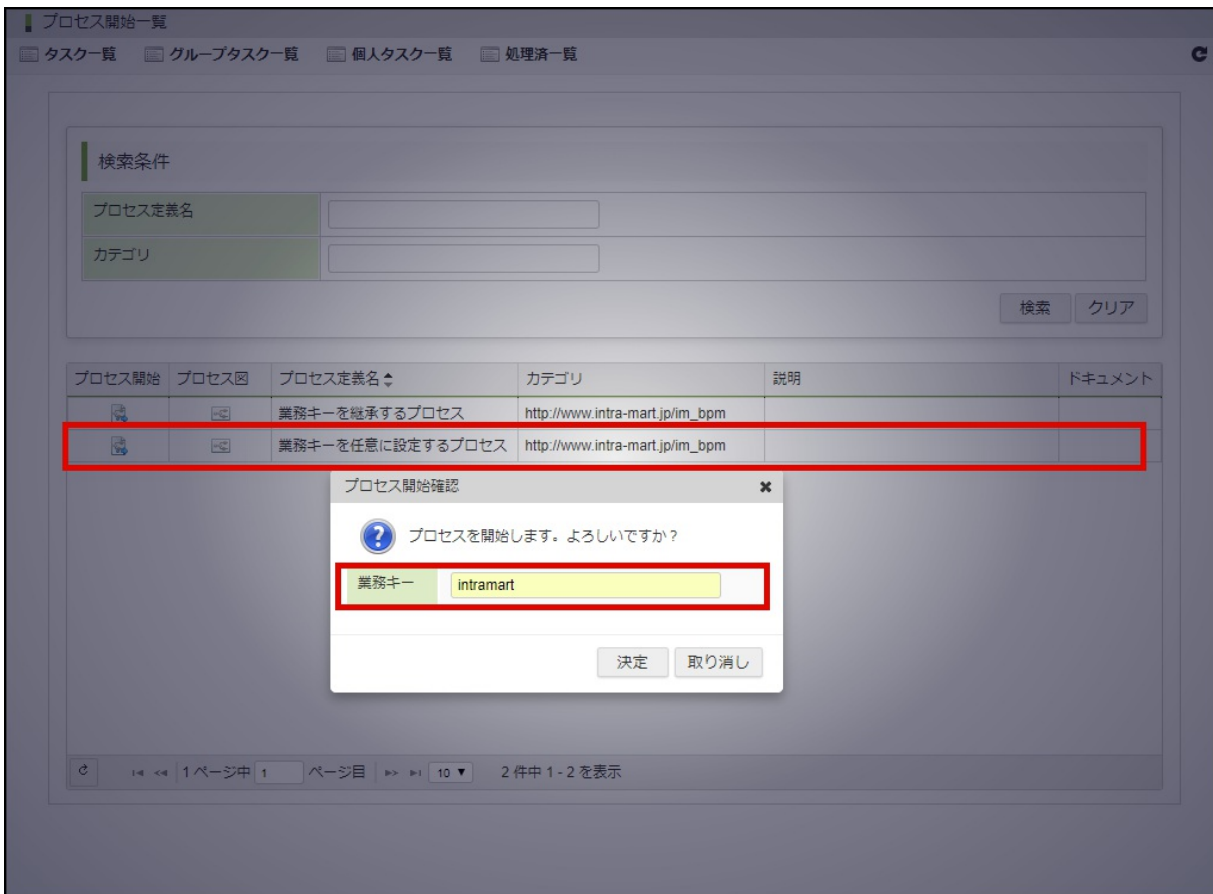 プロセス開始一覧
タスク一覧 グループタスク一覧 個人タスク一覧 処理済一覧
検索条件
プロセス定義名
カテゴリ
検索 クリア
プロセス開始 プロセス図 プロセス定義名 カテゴリ 説明 ドキュメント
業務キーを継承するプロセス http://www.intra-mart.jp/im_bpm
業務キーを任意に設定するプロセス http://www.intra-mart.jp/im_bpm
プロセス開始確認
プロセスを開始します。よろしいですか？
業務キー intramart
決定 取り消し
1 ページ中 1 ページ目 10 2 件中 1 - 2 を表示